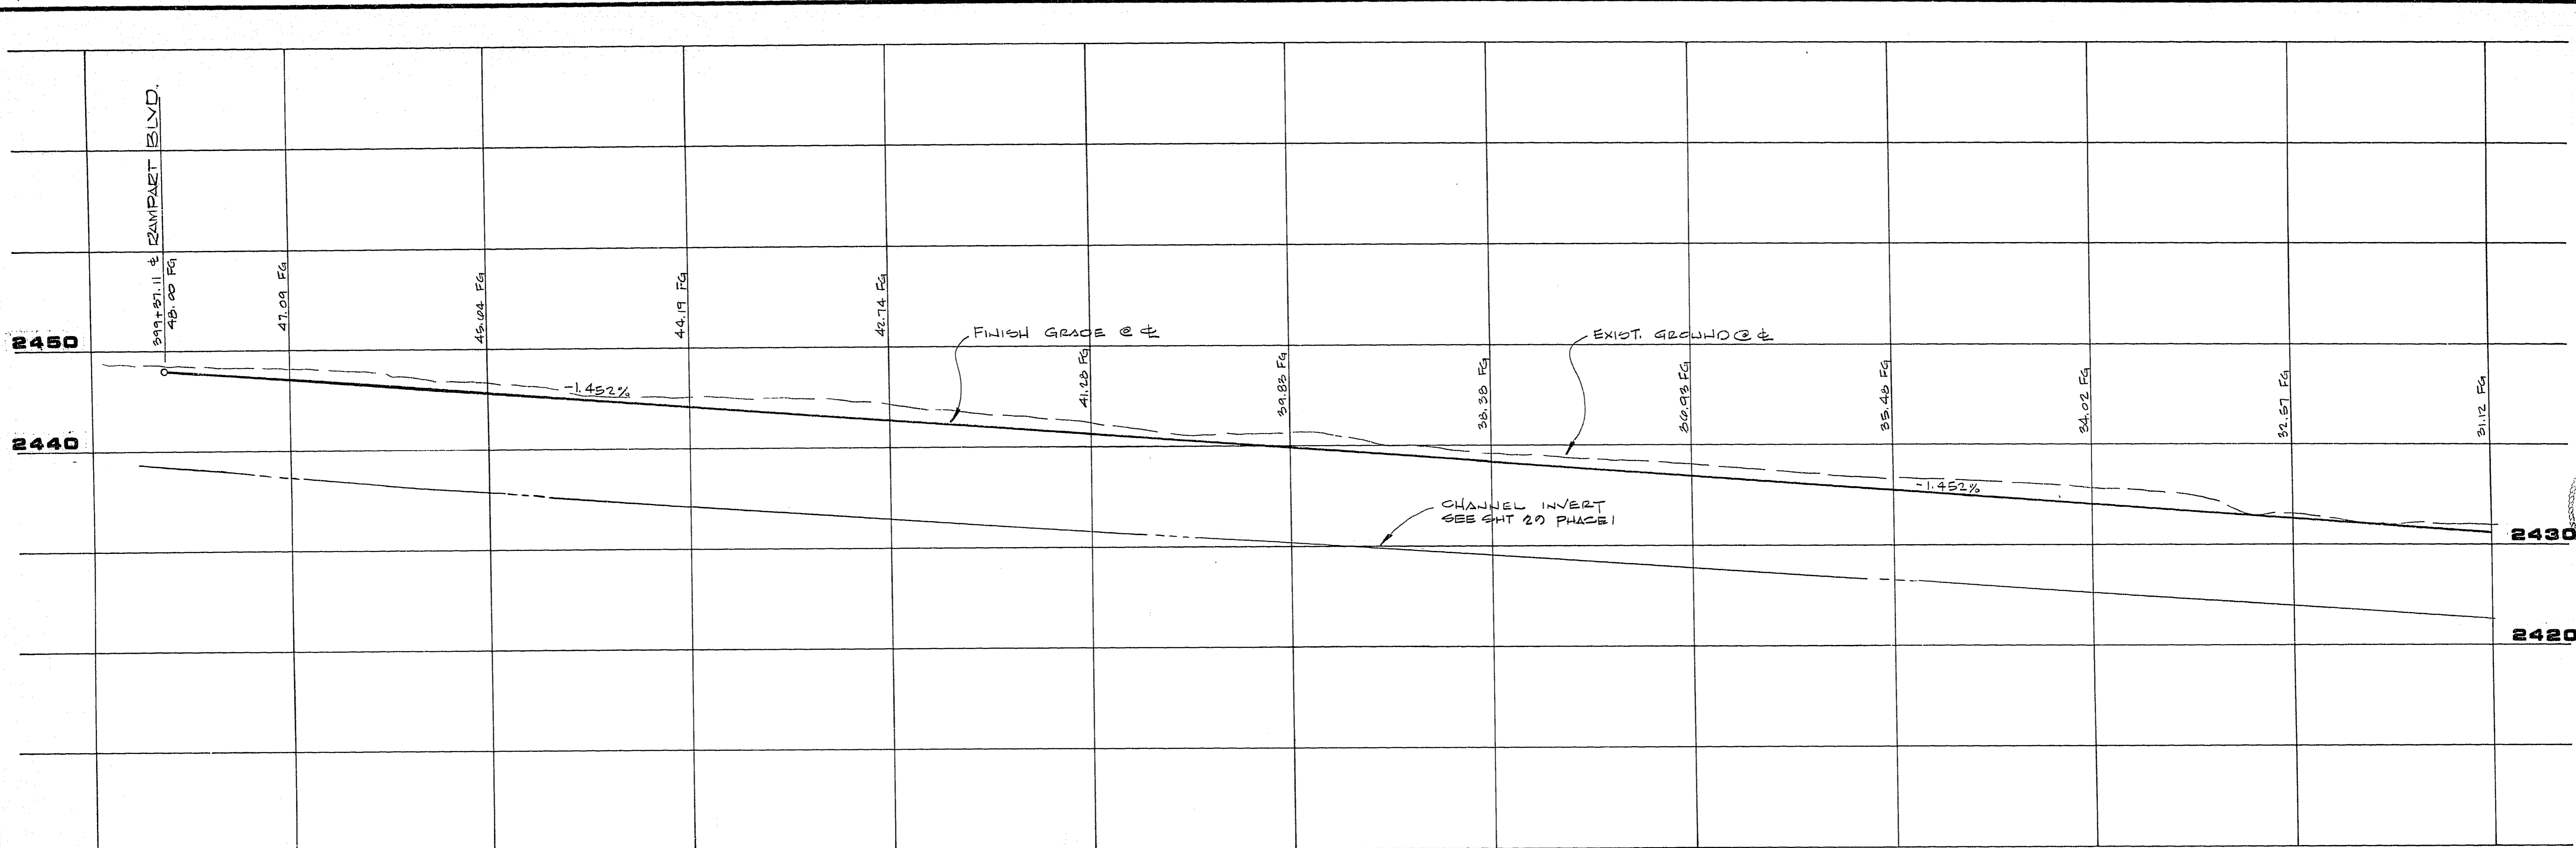 399+37.11 ℄ RAMPART BLVD.
48.00 FG
47.09 FG
45.64 FG
44.19 FG
42.74 FG
41.28 FG
39.83 FG
38.38 FG
36.93 FG
35.48 FG
34.02 FG
32.57 FG
31.12 FG
2450
FINISH GRADE @ ℄
EXIST. GROUND @ ℄
-1.452%
2440
-1.452%
CHANNEL INVERT
SEE SHT 29 PHASE I
2430
2420